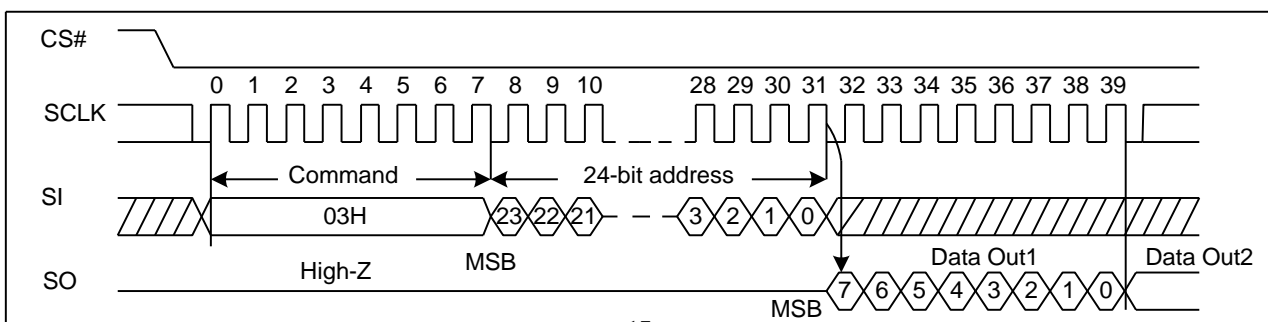 CS#
0 1 2 3 4 5 6 7 8 9 10 28 29 30 31 32 33 34 35 36 37 38 39
SCLK
Command 24-bit address
SI
03H 23 22 21 3 2 1 0
High-Z MSB Data Out1 Data Out2
SO
MSB 7 6 5 4 3 2 1 0